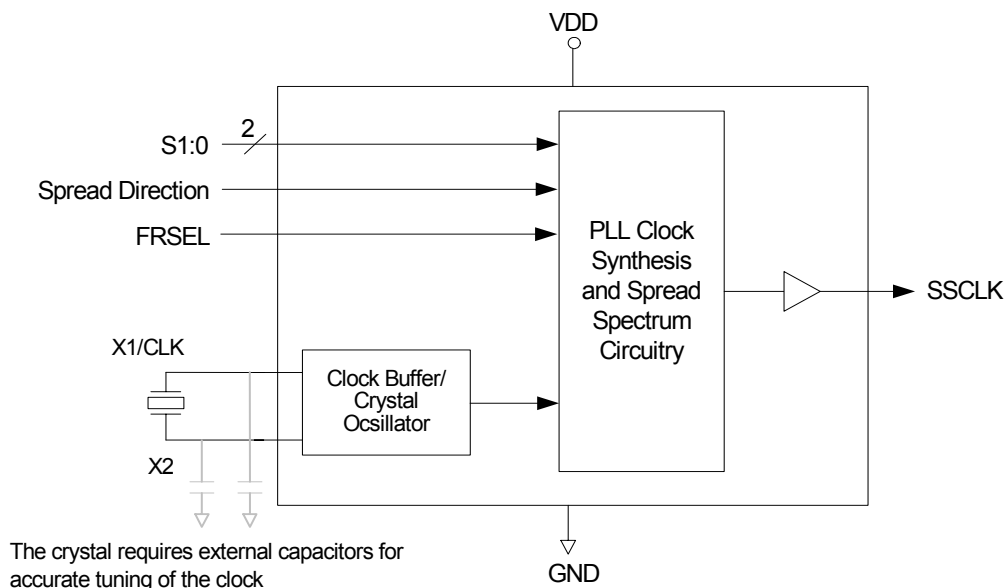 VDD
2
S1:0
Spread Direction
FRSEL
PLL Clock
Synthesis
and Spread
Spectrum
Circuitry
SSCLK
X1/CLK
Clock Buffer/
Crystal
Ocsillator
X2
The crystal requires external capacitors for
accurate tuning of the clock
GND